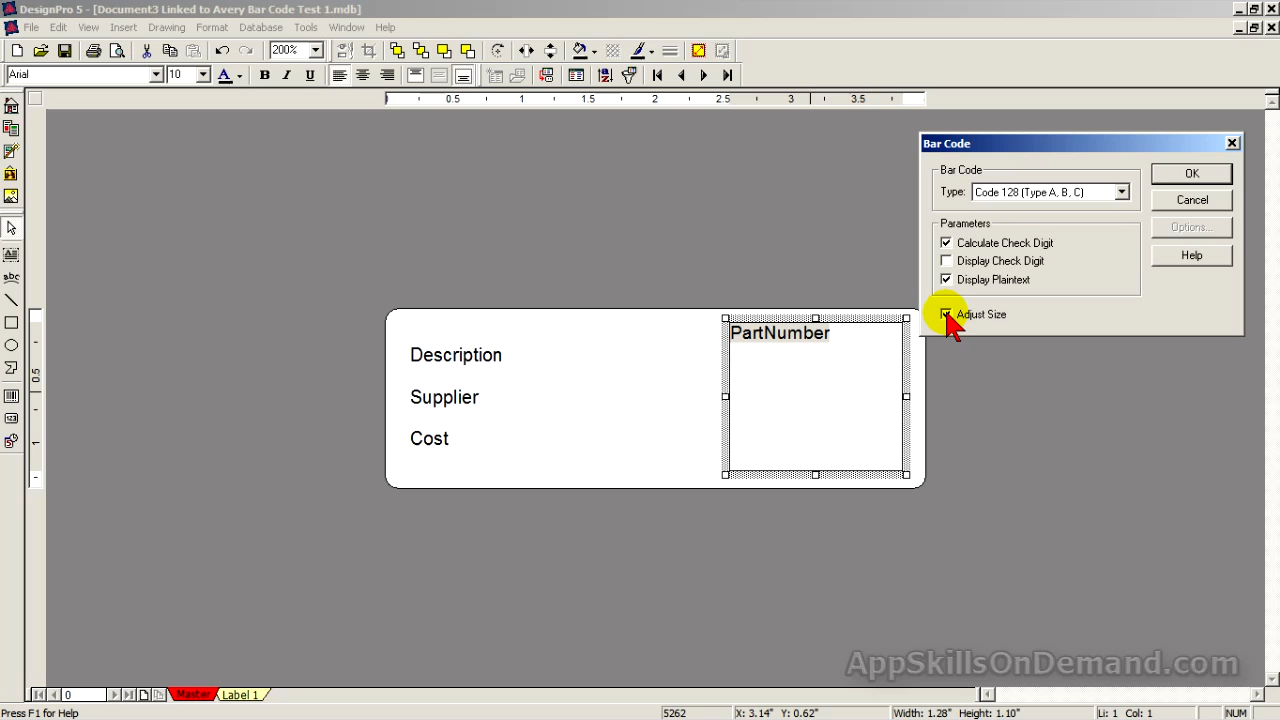 DesignPro 5 - [Document3 Linked to Avery Bar Code Test 1.mdb]
File Edit View Insert Drawing Format Database Tools Window Help
200%
Arial 10 A B I U
0.5 1 1.5 2 2.5 3 3.5
Bar Code
Bar Code
Type: Code 128 (Type A, B, C)
OK
Cancel
Parameters
Options...
Calculate Check Digit
Display Check Digit
Help
Display Plaintext
Adjust Size
PartNumber
Description
Supplier
Cost
abc
123
0.5
1
AppSkillsOnDemand.com
0 Master Label 1
Press F1 for Help 5262 X: 3.14" Y: 0.62" Width: 1.28" Height: 1.10" Li: 1 Col: 1 NUM